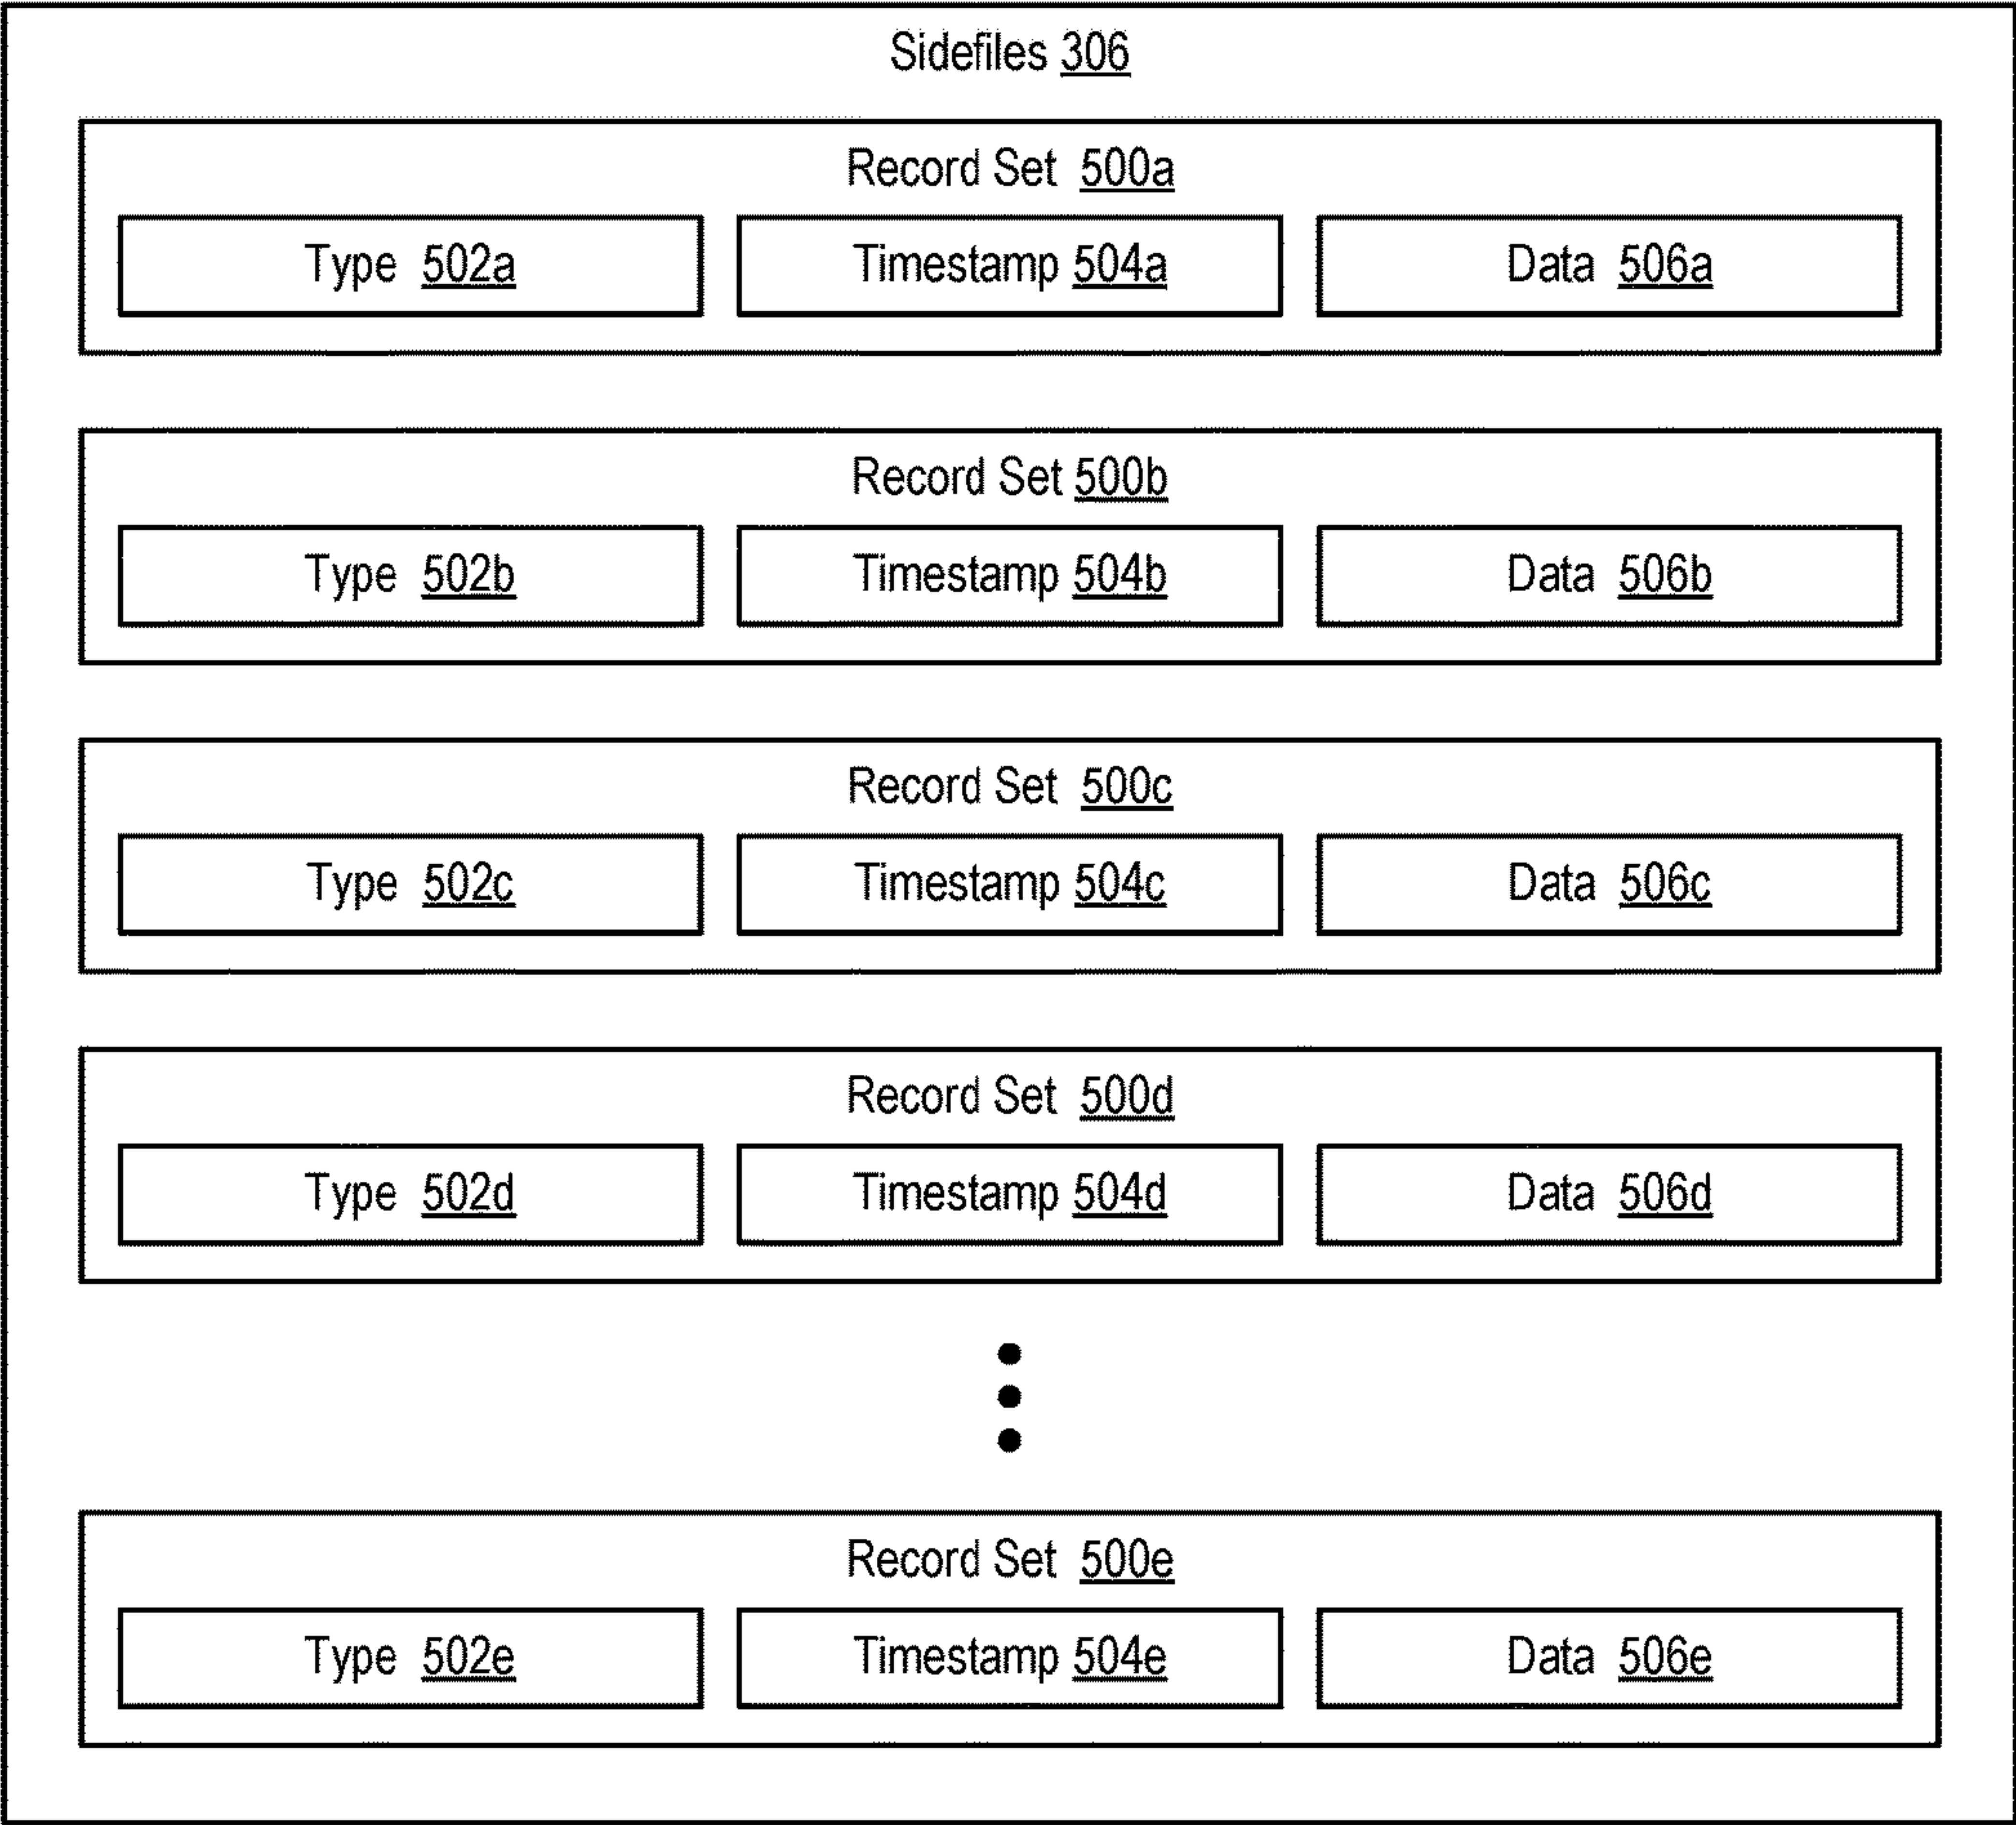 Sidefiles 306
Record Set 500a
Type 502a Timestamp 504a Data 506a
Record Set 500b
Type 502b Timestamp 504b Data 506b
Record Set 500c
Type 502c Timestamp 504c Data 506c
Record Set 500d
Type 502d Timestamp 504d Data 506d
Record Set 500e
Type 502e Timestamp 504e Data 506e